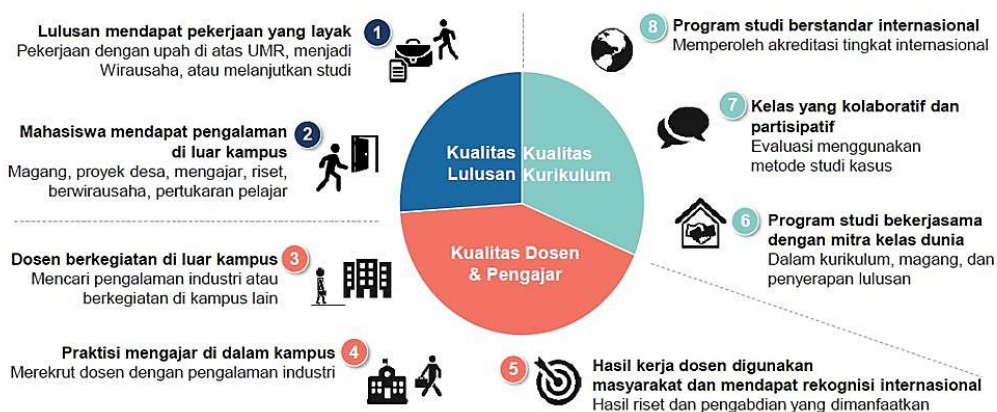 1
Lulusan mendapat pekerjaan yang layak
Pekerjaan dengan upah di atas UMR, menjadi
Wirausaha, atau melanjutkan studi
2
Mahasiswa mendapat pengalaman
di luar kampus
Magang, proyek desa, mengajar, riset,
berwirausaha, pertukaran pelajar
3
Dosen berkegiatan di luar kampus
Mencari pengalaman industri atau
berkegiatan di kampus lain
4
Praktisi mengajar di dalam kampus
Merekrut dosen dengan pengalaman industri
Kualitas
Lulusan
Kualitas
Kurikulum
Kualitas Dosen
& Pengajar
8
Program studi berstandar internasional
Memperoleh akreditasi tingkat internasional
7
Kelas yang kolaboratif dan
partisipatif
Evaluasi menggunakan
metode studi kasus
6
Program studi bekerjasama
dengan mitra kelas dunia
Dalam kurikulum, magang, dan
penyerapan lulusan
5
Hasil kerja dosen digunakan
masyarakat dan mendapat rekognisi internasional
Hasil riset dan pengabdian yang dimanfaatkan